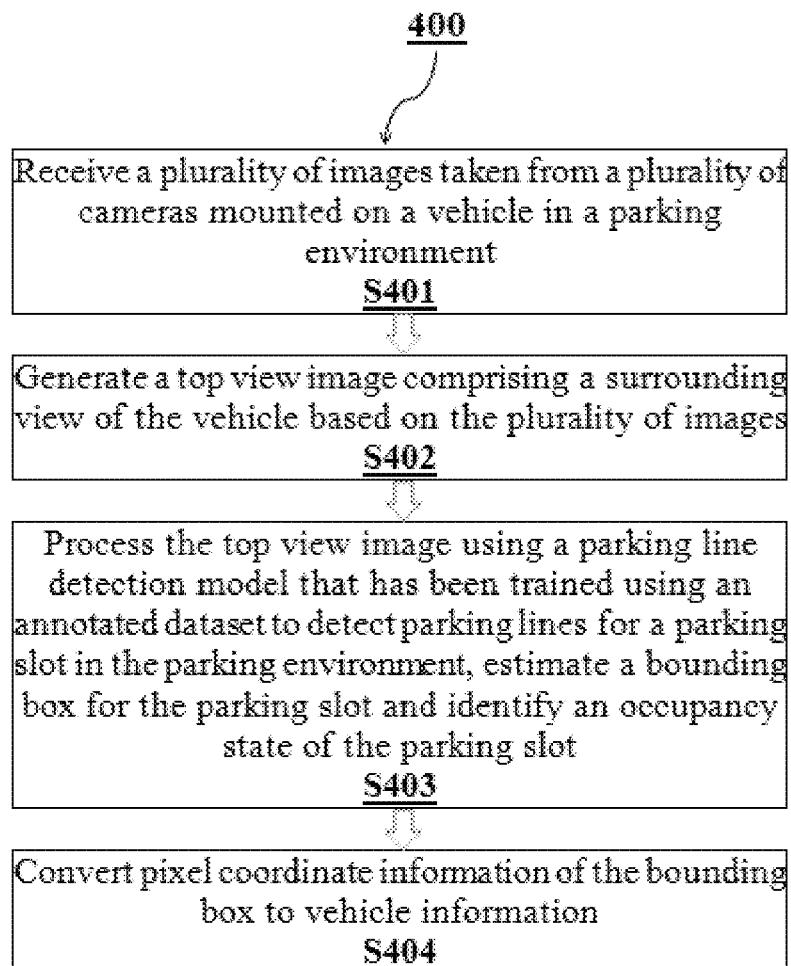 400
Receive a plurality of images taken from a plurality of
cameras mounted on a vehicle in a parking
environment
S401
Generate a top view image comprising a surrounding
view of the vehicle based on the plurality of images
S402
Process the top view image using a parking line
detection model that has been trained using an
annotated dataset to detect parking lines for a parking
slot in the parking environment, estimate a bounding
box for the parking slot and identify an occupancy
state of the parking slot
S403
Convert pixel coordinate information of the bounding
box to vehicle information
S404